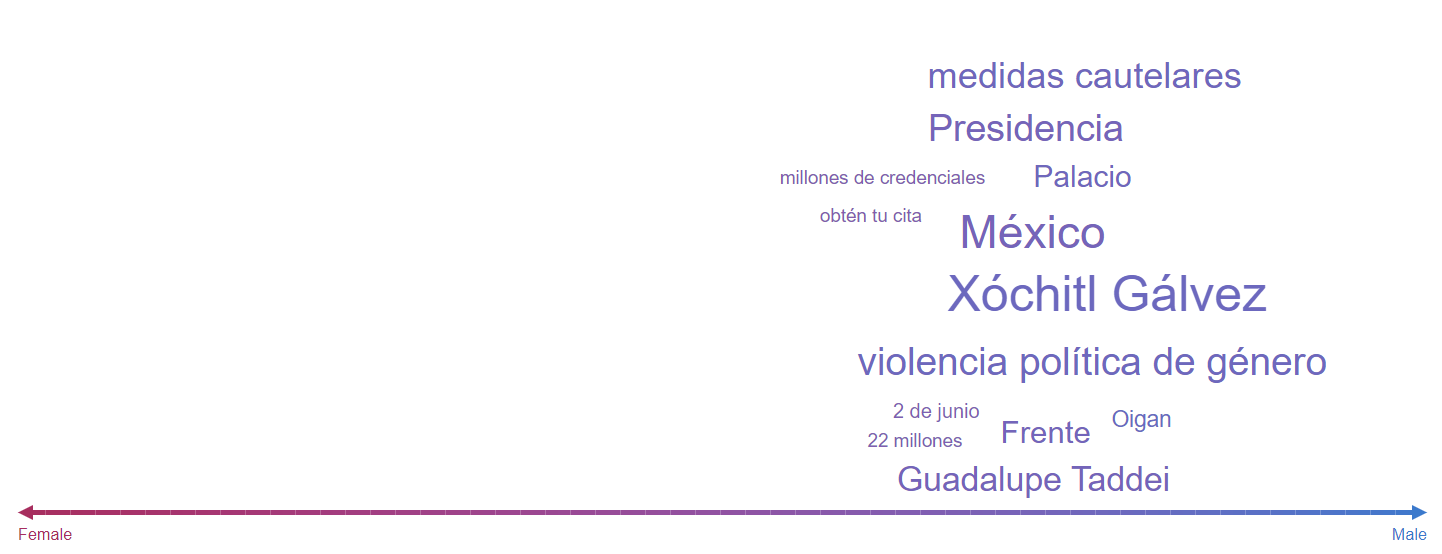 medidas cautelares
Presidencia
millones de credenciales
Palacio
obtén tu cita
México
Xóchitl Gálvez
violencia política de género
2 de junio
Oigan
22 millones
Frente
Guadalupe Taddei
Female
Male